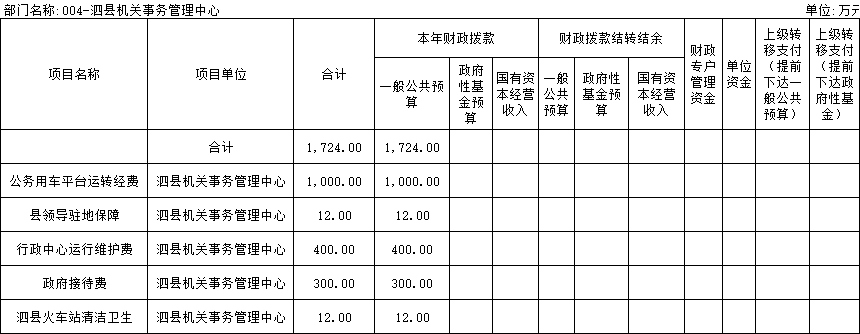 部门名称:004-泗县机关事务管理中心 单位:万元
项目名称 项目单位 合计 本年财政拨款 财政拨款结转结余 财政专户管理资金 单位资金 上级转移支付（提前下达一般公共预算） 上级转移支付（提前下达政府性基金）
一般公共预算 政府性基金预算 国有资本经营收入 一般公共预算 政府性基金预算 国有资本经营收入
合计 1,724.00 1,724.00
公务用车平台运转经费 泗县机关事务管理中心 1,000.00 1,000.00
县领导驻地保障 泗县机关事务管理中心 12.00 12.00
行政中心运行维护费 泗县机关事务管理中心 400.00 400.00
政府接待费 泗县机关事务管理中心 300.00 300.00
泗县火车站清洁卫生 泗县机关事务管理中心 12.00 12.00